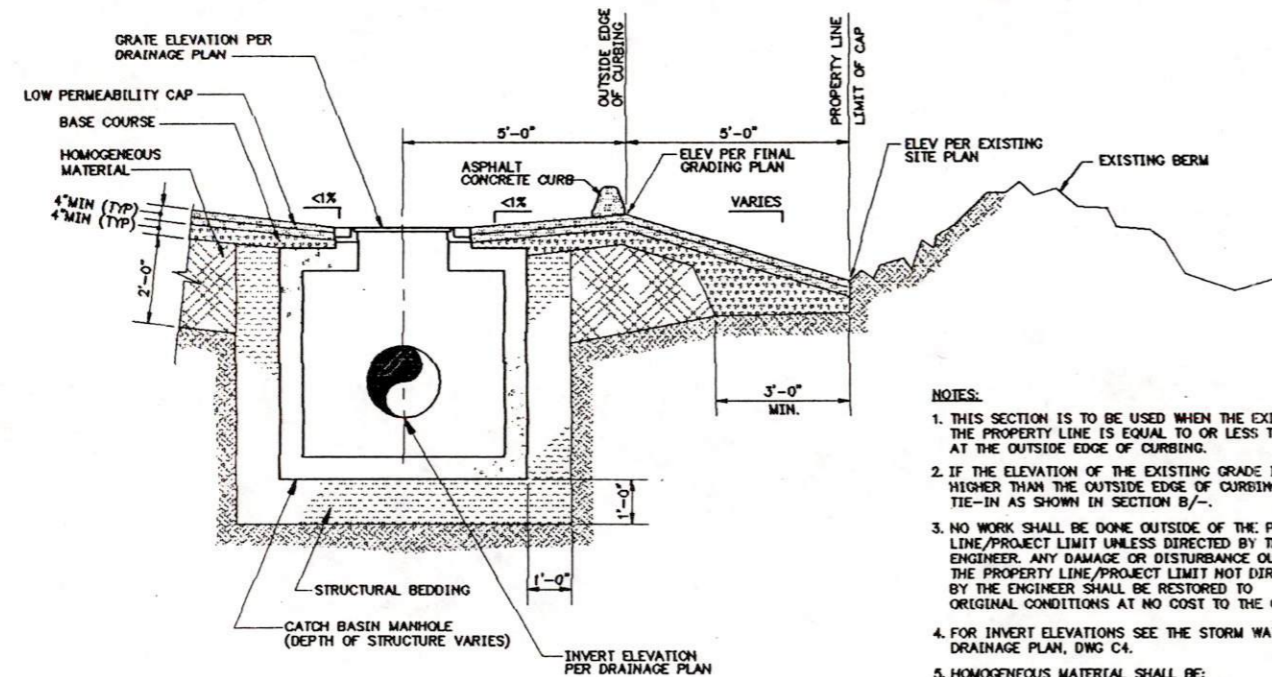 GRATE ELEVATION PER
DRAINAGE PLAN
LOW PERMEABILITY CAP
BASE COURSE
HOMOGENEOUS
MATERIAL
4"MIN (TYP)
4"MIN (TYP)
2'-0"
<1%
5'-0"
ASPHALT
CONCRETE CURB
<1%
OUTSIDE EDGE
OF CURBING
5'-0"
ELEV PER FINAL
GRADING PLAN
VARIES
PROPERTY LINE
LIMIT OF CAP
ELEV PER EXISTING
SITE PLAN
EXISTING BERM
3'-0"
MIN.
1'-0"
1'-0"
STRUCTURAL BEDDING
CATCH BASIN MANHOLE
(DEPTH OF STRUCTURE VARIES)
INVERT ELEVATION
PER DRAINAGE PLAN
NOTES:
1. THIS SECTION IS TO BE USED WHEN THE
THE PROPERTY LINE IS EQUAL TO OR LESS
AT THE OUTSIDE EDGE OF CURBING.
2. IF THE ELEVATION OF THE EXISTING GRADE
HIGHER THAN THE OUTSIDE EDGE OF
TIE-IN AS SHOWN IN SECTION B/-.
3. NO WORK SHALL BE DONE OUTSIDE OF THE
LINE/PROJECT LIMIT UNLESS DIRECTED BY
ENGINEER. ANY DAMAGE OR DISTURBANCE
THE PROPERTY LINE/PROJECT LIMIT NOT
BY THE ENGINEER SHALL BE RESTORED TO
ORIGINAL CONDITIONS AT NO COST TO THE
4. FOR INVERT ELEVATIONS SEE THE STORM
DRAINAGE PLAN, DWG C4.
5. HOMOGENEOUS MATERIAL SHALL BE: